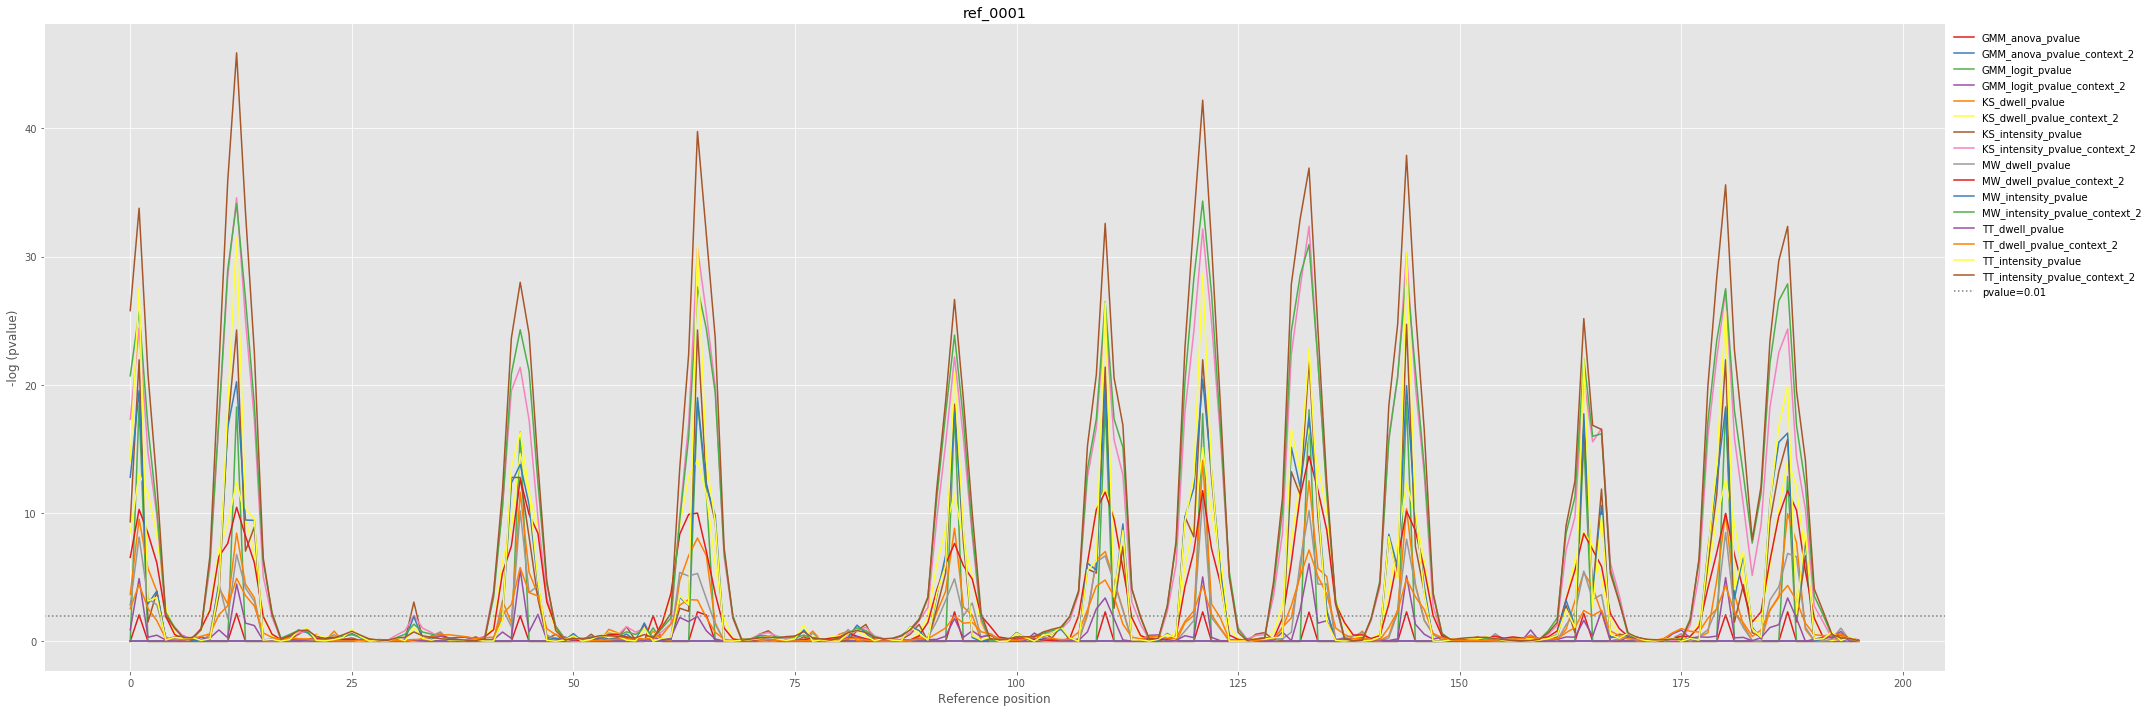 ref_0001
GMM_anova_pvalue
GMM_anova_pvalue_context_2
GMM_logit_pvalue
GMM_logit_pvalue_context_2
KS_dwell_pvalue
KS_dwell_pvalue_context_2
KS_intensity_pvalue
KS_intensity_pvalue_context_2
MW_dwell_pvalue
MW_dwell_pvalue_context_2
MW_intensity_pvalue
MW_intensity_pvalue_context_2
TT_dwell_pvalue
TT_dwell_pvalue_context_2
TT_intensity_pvalue
TT_intensity_pvalue_context_2
pvalue=0.01
-log (pvalue)
40
30
20
10
0
0 25 50 75 100 125 150 175 200
Reference position